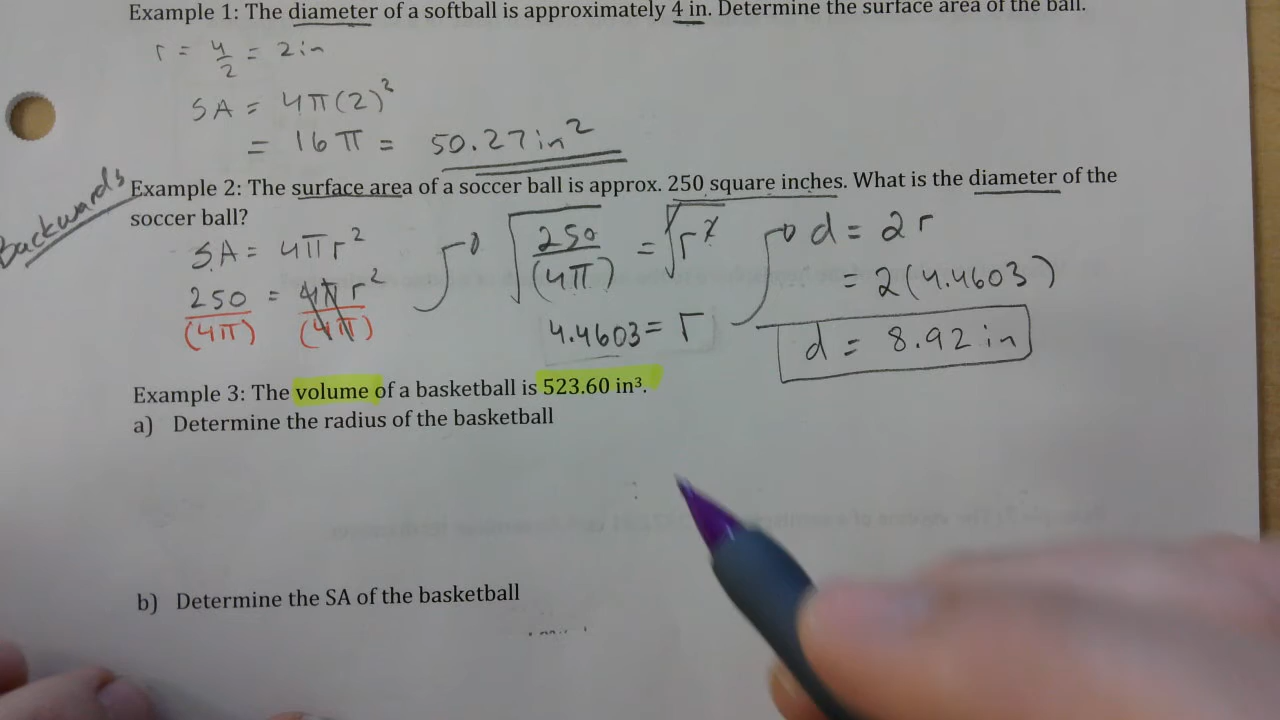 Example 1: The diameter of a softball is approximately 4 in. Determine the surface area of the ball.
r = 4/2 = 2in
SA = 4π(2)²
= 16π = 50.27in²
Backwards
Example 2: The surface area of a soccer ball is approx. 250 square inches. What is the diameter of the
soccer ball?
SA = 4πr²
250/(4π) = 4πr²/(4π)
√250/(4π) = √r²
4.4603 = r
d = 2r
= 2(4.4603)
d = 8.92 in
Example 3: The volume of a basketball is 523.60 in³.
a) Determine the radius of the basketball
b) Determine the SA of the basketball